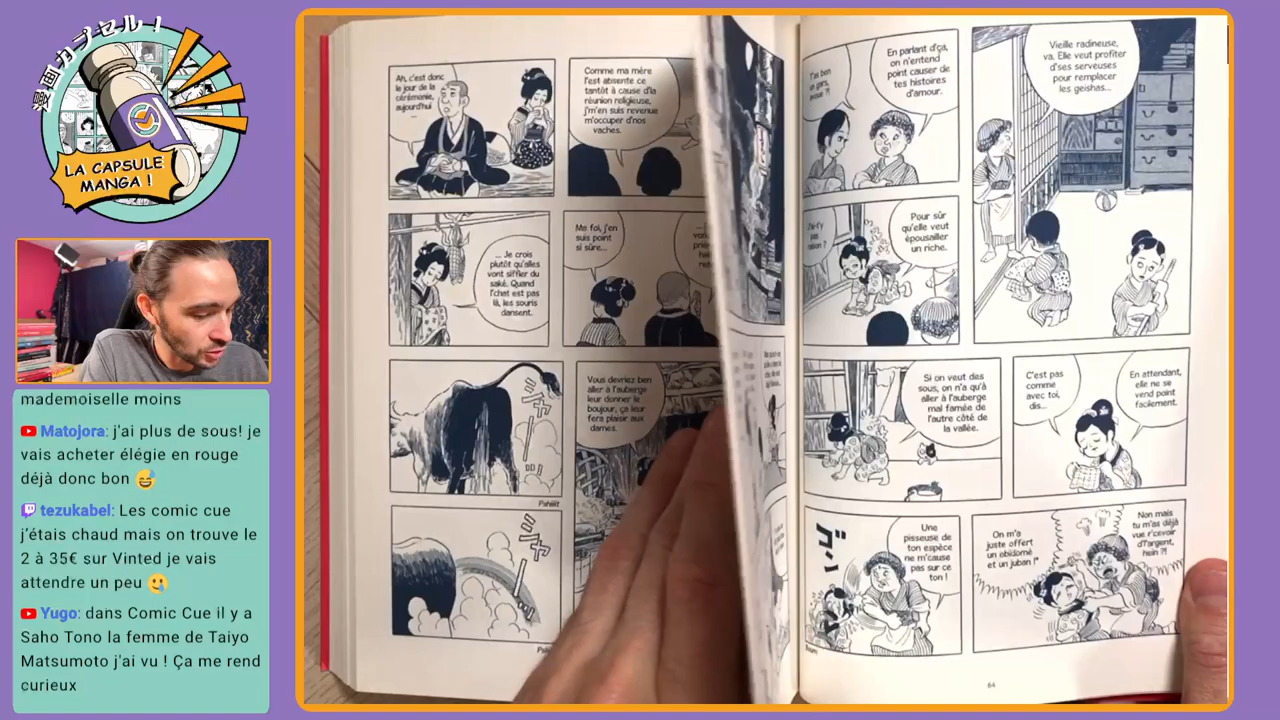 漫画カプセル！
LA CAPSULE
MANGA !
mademoiselle moins
Matojora: j'ai plus de sous! je
vais acheter élégie en rouge
déjà donc bon 😅
tezukabel: Les comic cue
j'étais chaud mais on trouve le
2 à 35€ sur Vinted je vais
attendre un peu 🥲
Yugo: dans Comic Cue il y a
Saho Tono la femme de Taiyo
Matsumoto j'ai vu ! Ça me rend
curieux
Ah, c'est donc
le jour de la
cérémonie,
aujourd'hui
...
Comme ma mère
l'est absente ce
tantôt à cause d'la
réunion religieuse,
j'm'en suis revenue
m'occuper d'nos
vaches.
... Je crois
plutôt qu'alles
vont siffler du
saké. Quand
l'chat est pas
là, les souris
dansent.
Ma foi, j'en
suis point
si sûre...
Vous devriez ben
aller à l'auberge
leur donner le
boujour, ça leur
fera plaisir aux
dames.
シャー
Pshéiit
シャー
J'as bon
En parlant d'ça,
on n'entend
point causer de
tes histoires
d'amour.
Vieille radineuse,
va. Elle veut profiter
d'ses serveuses
pour remplacer
les geishas...
pas
Pour sûr
qu'elle veut
épousailler
un riche.
Si on veut des
sous, on n'a qu'à
aller à l'auberge
mal famée de
l'autre côté de
la vallée.
C'est pas
comme
avec toi,
dis...
En attendant,
elle ne se
vend point
facilement.
Une
pisseuse de
ton espèce
ne m'cause
pas sur ce
ton !
On m'a
juste offert
un obidomé
et un juban !*
Non mais
tu m'as déjà
vue r'cevoir
d'l'argent,
hein ?!
64